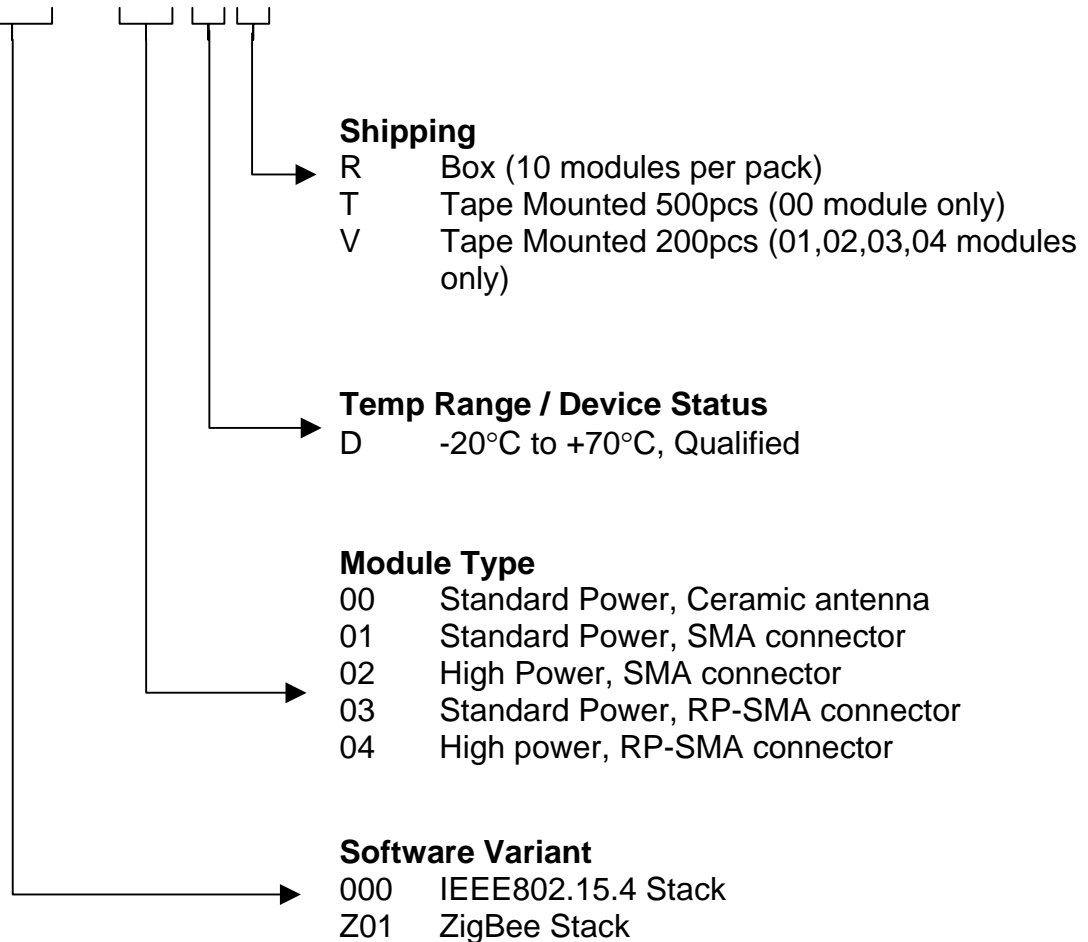 Shipping
R Box (10 modules per pack)
T Tape Mounted 500pcs (00 module only)
V Tape Mounted 200pcs (01,02,03,04 modules
only)
Temp Range / Device Status
D -20°C to +70°C, Qualified
Module Type
00 Standard Power, Ceramic antenna
01 Standard Power, SMA connector
02 High Power, SMA connector
03 Standard Power, RP-SMA connector
04 High power, RP-SMA connector
Software Variant
000 IEEE802.15.4 Stack
Z01 ZigBee Stack